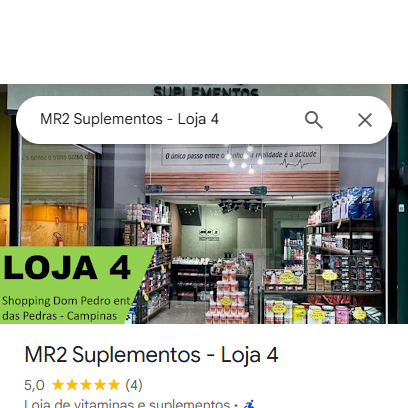 SUPLEMENTOS
MR2 Suplementos - Loja 4
O único passo entre o sonho e a realidade é a atitude
LOJA 4
Shopping Dom Pedro ent
das Pedras - Campinas
MR2 Suplementos - Loja 4
5,0 (4)
Loja de vitaminas e suplementos ·